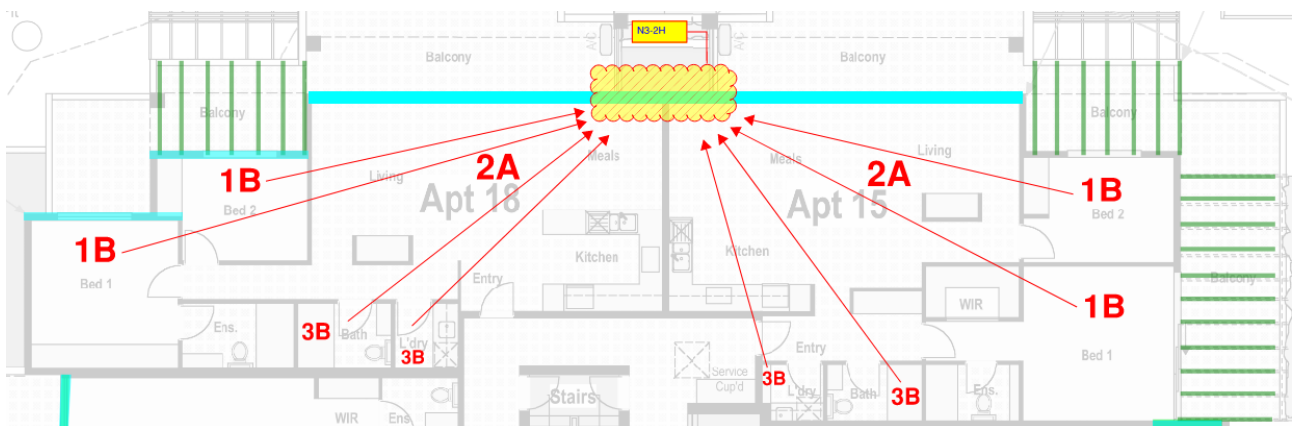 N3-2H
A/C
A/C
Balcony
Balcony
Balcony
Balcony
Meals
Meals
Living
Living
2A
2A
1B
1B
Apt 18
Apt 15
Bed 2
Bed 2
1B
Bed 1
Kitchen
Kitchen
Entry
Balcony
WIR
1B
Ens.
3B
Bath
L'dry
3B
Entry
Bed 1
Service
Cup'd
3B
L'dry
Bath
3B
Ens.
Stairs
WIR
Ens